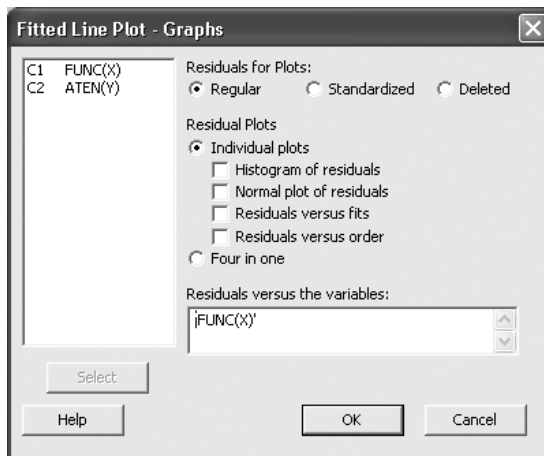 Fitted Line Plot - Graphs
C1 FUNC(X)
C2 ATEN(Y)
Residuals for Plots:
Regular Standardized Deleted
Residual Plots
Individual plots
Histogram of residuals
Normal plot of residuals
Residuals versus fits
Residuals versus order
Four in one
Residuals versus the variables:
'FUNC(X)'
Select
Help OK Cancel